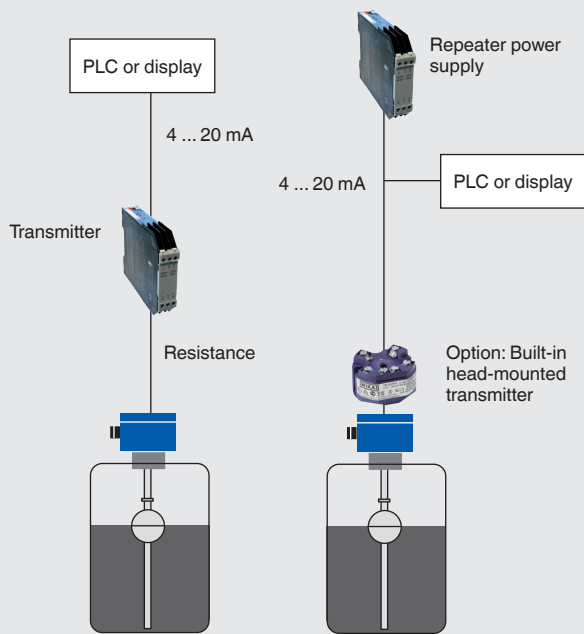 PLC or display
4 ... 20 mA
Transmitter
Resistance
Repeater power
supply
4 ... 20 mA
PLC or display
Option: Built-in
head-mounted
transmitter
WIKA